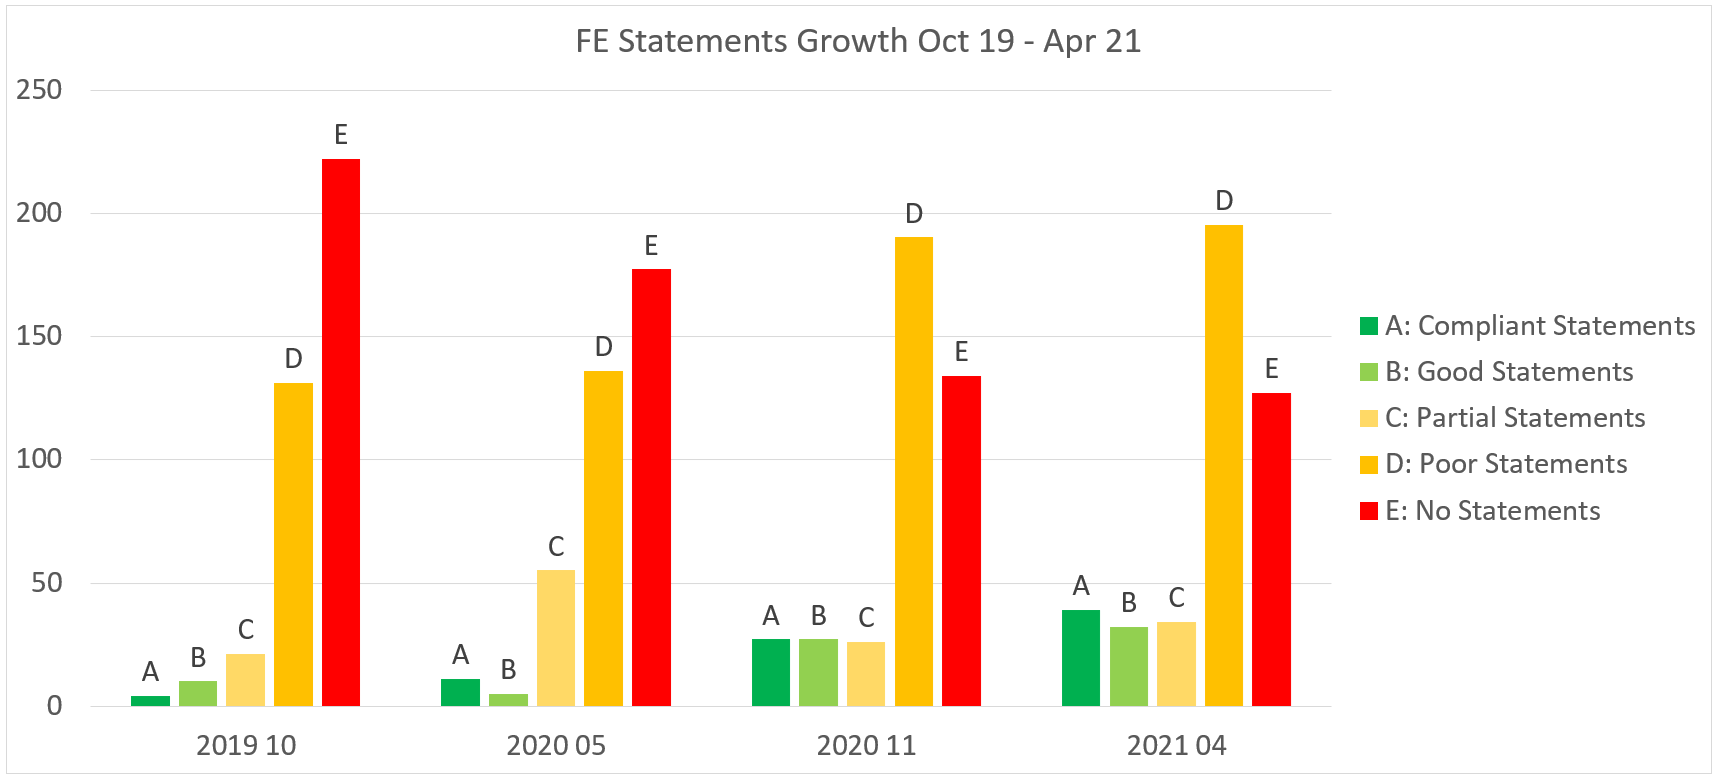 FE Statements Growth Oct 19 - Apr 21
250
200
150
100
50
0
A
B
C
D
E
A
B
C
D
E
A
B
C
D
E
A
B
C
D
E
2019 10
2020 05
2020 11
2021 04
A: Compliant Statements
B: Good Statements
C: Partial Statements
D: Poor Statements
E: No Statements